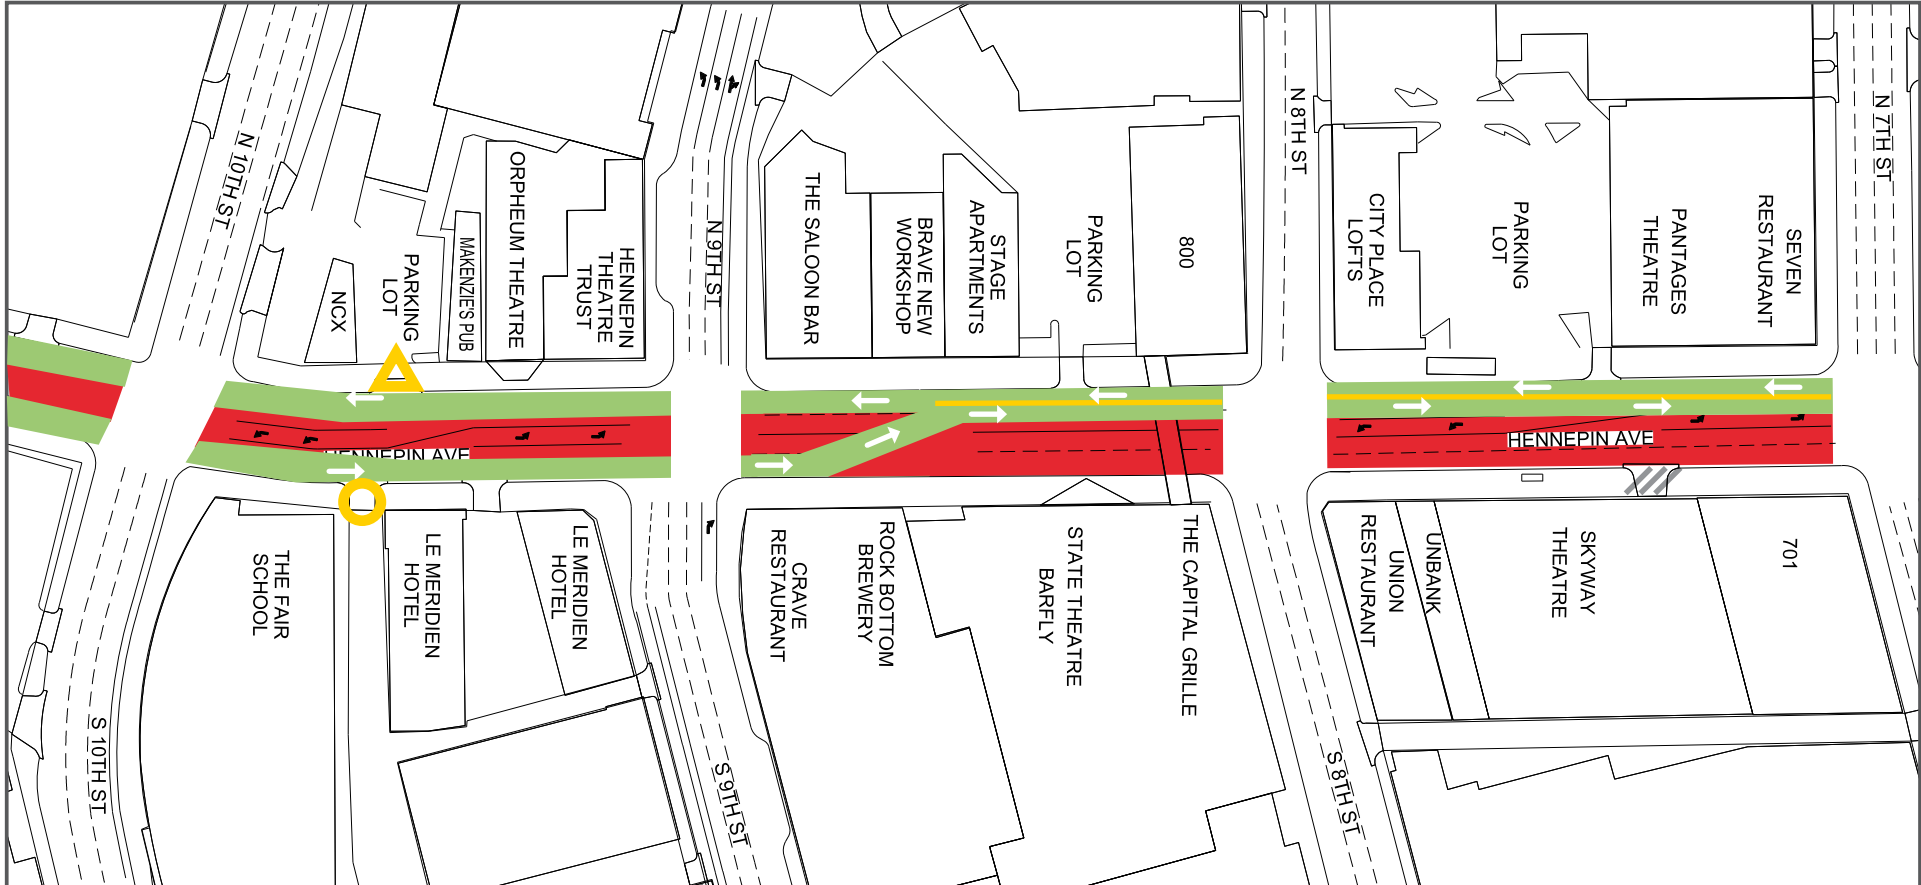 N 10TH ST
NCX
PARKING
LOT
MAKENZIE'S PUB
ORPHEUM THEATRE
HENNEPIN
THEATRE
TRUST
N 9TH ST
THE SALOON BAR
BRAVE NEW
WORKSHOP
STAGE
APARTMENTS
PARKING
LOT
800
N 8TH ST
CITY PLACE
LOFTS
PARKING
LOT
PANTAGES
THEATRE
SEVEN
RESTAURANT
N 7TH ST
HENNEPIN AVE
HENNEPIN AVE
S 10TH ST
THE FAIR
SCHOOL
LE MERIDIEN
HOTEL
LE MERIDIEN
HOTEL
S 9TH ST
CRAVE
RESTAURANT
ROCK BOTTOM
BREWERY
STATE THEATRE
BARFLY
THE CAPITAL GRILLE
S 8TH ST
UNION
RESTAURANT
UNBANK
SKYWAY
THEATRE
701